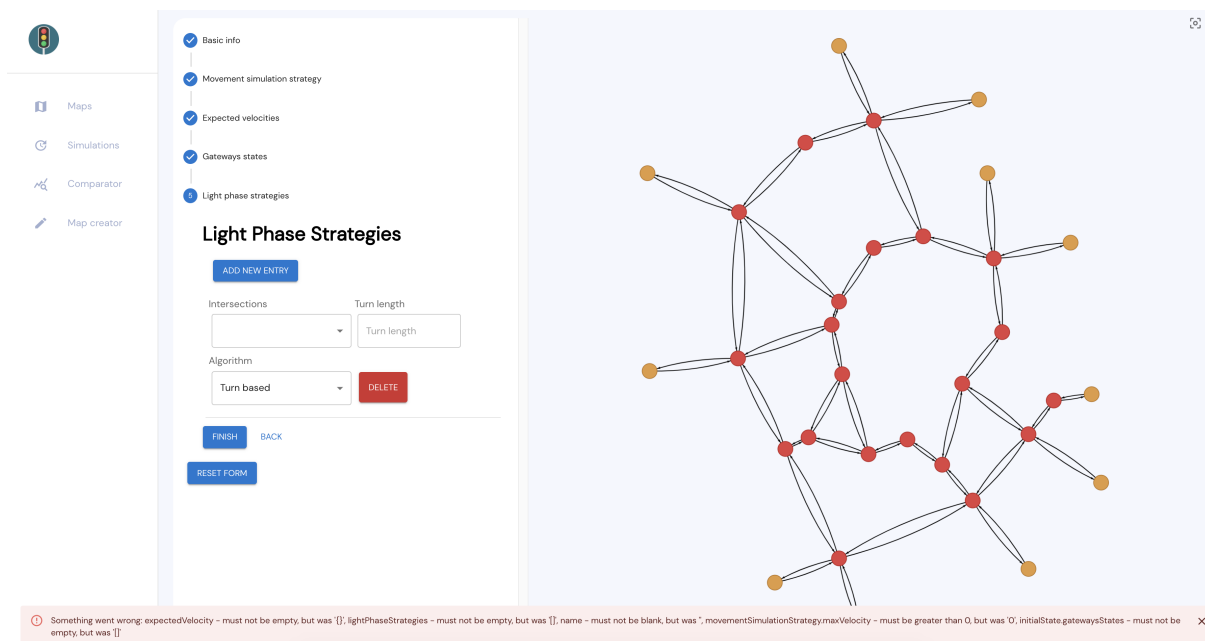 Basic info
Movement simulation strategy
Maps
Expected velocities
Simulations
Gateways states
Comparator
5 Light phase strategies
Map creator
Light Phase Strategies
ADD NEW ENTRY
Intersections Turn length
Turn length
Algorithm
Turn based DELETE
FINISH BACK
RESET FORM
Something went wrong: expectedVelocity - must not be empty, but was '{}', lightPhaseStrategies - must not be empty, but was '[]', name - must not be blank, but was '', movementSimulationStrategy.maxVelocity - must be greater than 0, but was '0', initialState.gatewaysStates - must not be
empty, but was '[]'